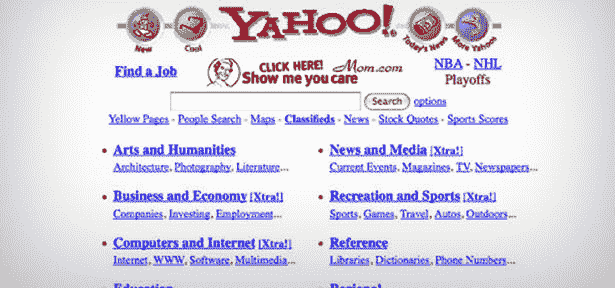 YAHOO!
New
Cool
Today's News
More Yahoos
Find a Job
CLICK HERE! Mom.com
Show me you care
NBA - NHL
Playoffs
Search options
Yellow Pages - People Search - Maps - Classifieds - News - Stock Quotes - Sports Scores
Arts and Humanities
Architecture, Photography, Literature...
News and Media [Xtra!]
Current Events, Magazines, TV, Newspapers...
Business and Economy [Xtra!]
Companies, Investing, Employment...
Recreation and Sports [Xtra!]
Sports, Games, Travel, Autos, Outdoors...
Computers and Internet [Xtra!]
Internet, WWW, Software, Multimedia...
Reference
Libraries, Dictionaries, Phone Numbers...
Education
Regional